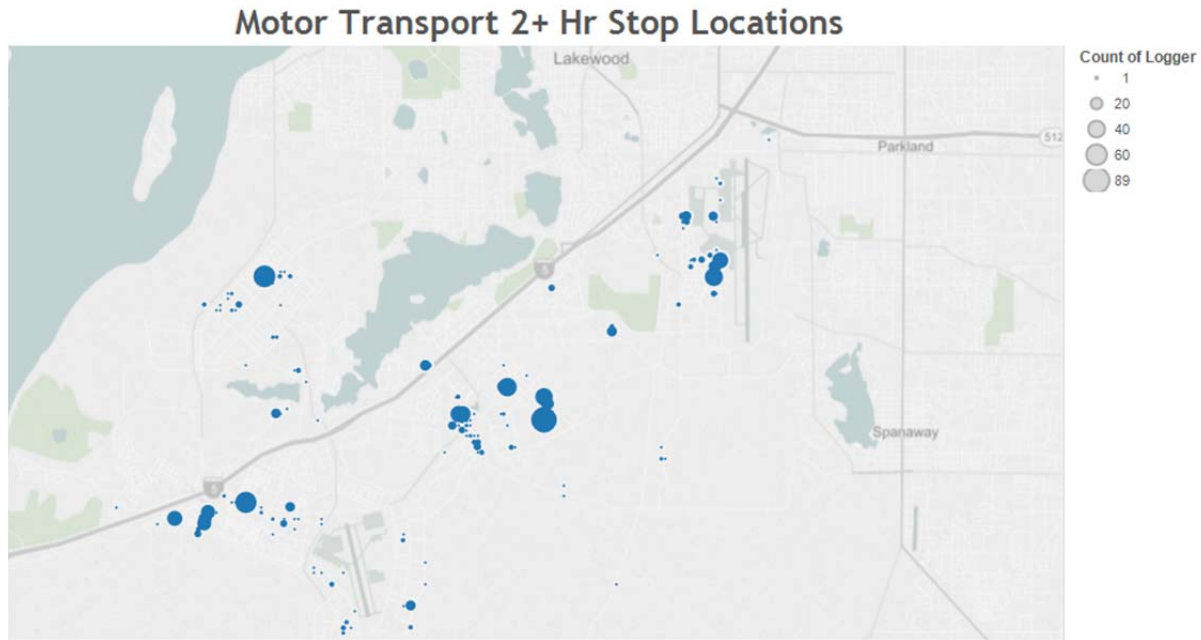 Motor Transport 2+ Hr Stop Locations
Lakewood
Count of Logger
1
20
40
60
89
512
Parkland
5
Spanaway
5